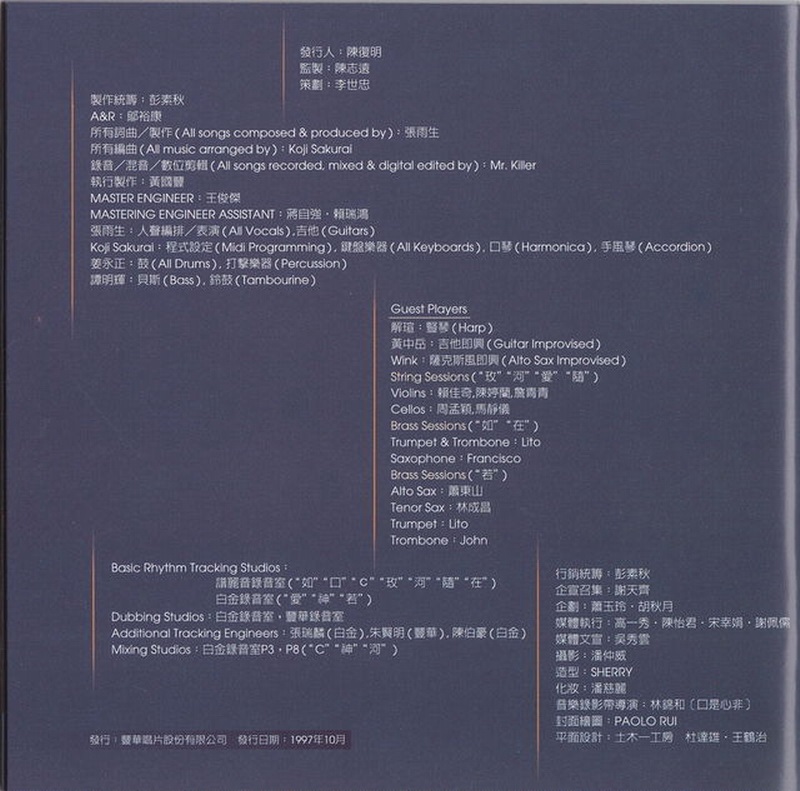 發行人：陳復明
監製：陳志遠
策劃：李世忠
製作統籌：彭素秋
A&R：鄔裕康
所有詞曲／製作(All songs composed & produced by)：張雨生
所有編曲(All music arranged by)：Koji Sakurai
錄音／混音／數位剪輯(All songs recorded, mixed & digital edited by)：Mr. Killer
執行製作：黃國豐
MASTER ENGINEER：王俊傑
MASTERING ENGINEER ASSISTANT：蔣自強・賴瑞鴻
張雨生：人聲編排／表演(All Vocals),吉他(Guitars)
Koji Sakurai：程式設定(Midi Programming), 鍵盤樂器(All Keyboards), 口琴(Harmonica), 手風琴(Accordion)
姜永正：鼓(All Drums), 打擊樂器(Percussion)
譚明輝：貝斯(Bass), 鈴鼓(Tambourine)
Guest Players
解瑄：豎琴(Harp)
黃中岳：吉他即興(Guitar Improvised)
Wink：薩克斯風即興(Alto Sax Improvised)
String Sessions(“玫”“河”“愛”“隨”)
Violins：賴佳奇,陳婷蘭,詹青青
Cellos：周孟穎,馬靜儀
Brass Sessions(“如”“在”)
Trumpet & Trombone：Lito
Saxophone：Francisco
Brass Sessions(“若”)
Alto Sax：蕭東山
Tenor Sax：林成昌
Trumpet：Lito
Trombone：John
Basic Rhythm Tracking Studios：
讚麗音錄音室(“如”“口”“C”“玫”“河”“隨”“在”)
白金錄音室(“愛”“神”“若”)
Dubbing Studios：白金錄音室・豐華錄音室
Additional Tracking Engineers：張瑞麟(白金),朱賢明(豐華), 陳伯豪(白金)
Mixing Studios：白金錄音室P3・P8(“C”“神”“河”)
行銷統籌：彭素秋
企宣召集：謝天齊
企劃：蕭玉玲・胡秋月
媒體執行：高一秀・陳怡君・宋幸娟・謝佩儒
媒體文宣：吳秀雲
攝影：潘仲威
造型：SHERRY
化妝：潘慈麗
音樂錄影帶導演：林錦和〔口是心非〕
封面繪圖：PAOLO RUI
平面設計：土木一工房 杜達雄・王鶴治
發行：豐華唱片股份有限公司 發行日期：1997年10月